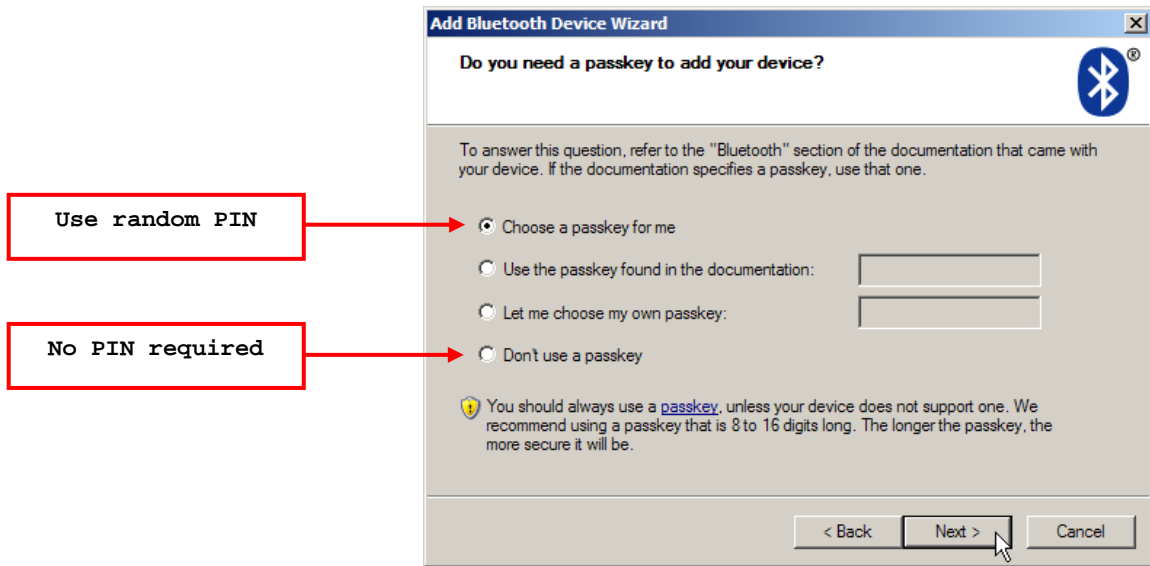 Add Bluetooth Device Wizard
Do you need a passkey to add your device?
®
To answer this question, refer to the "Bluetooth" section of the documentation that came with
your device. If the documentation specifies a passkey, use that one.
Use random PIN
Choose a passkey for me
Use the passkey found in the documentation:
Let me choose my own passkey:
No PIN required
Don't use a passkey
You should always use a passkey, unless your device does not support one. We
recommend using a passkey that is 8 to 16 digits long. The longer the passkey, the
more secure it will be.
< Back Next > Cancel